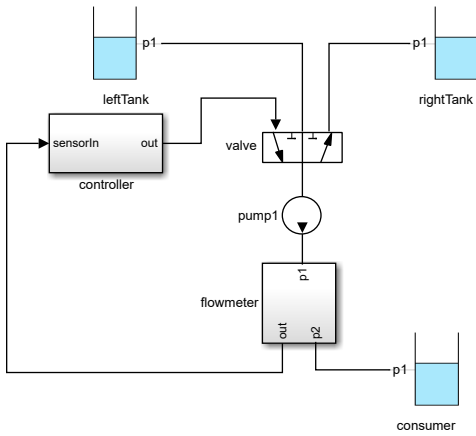 p1
p1
leftTank
rightTank
sensorIn
out
valve
controller
pump1
p1
flowmeter
out
p2
p1
consumer